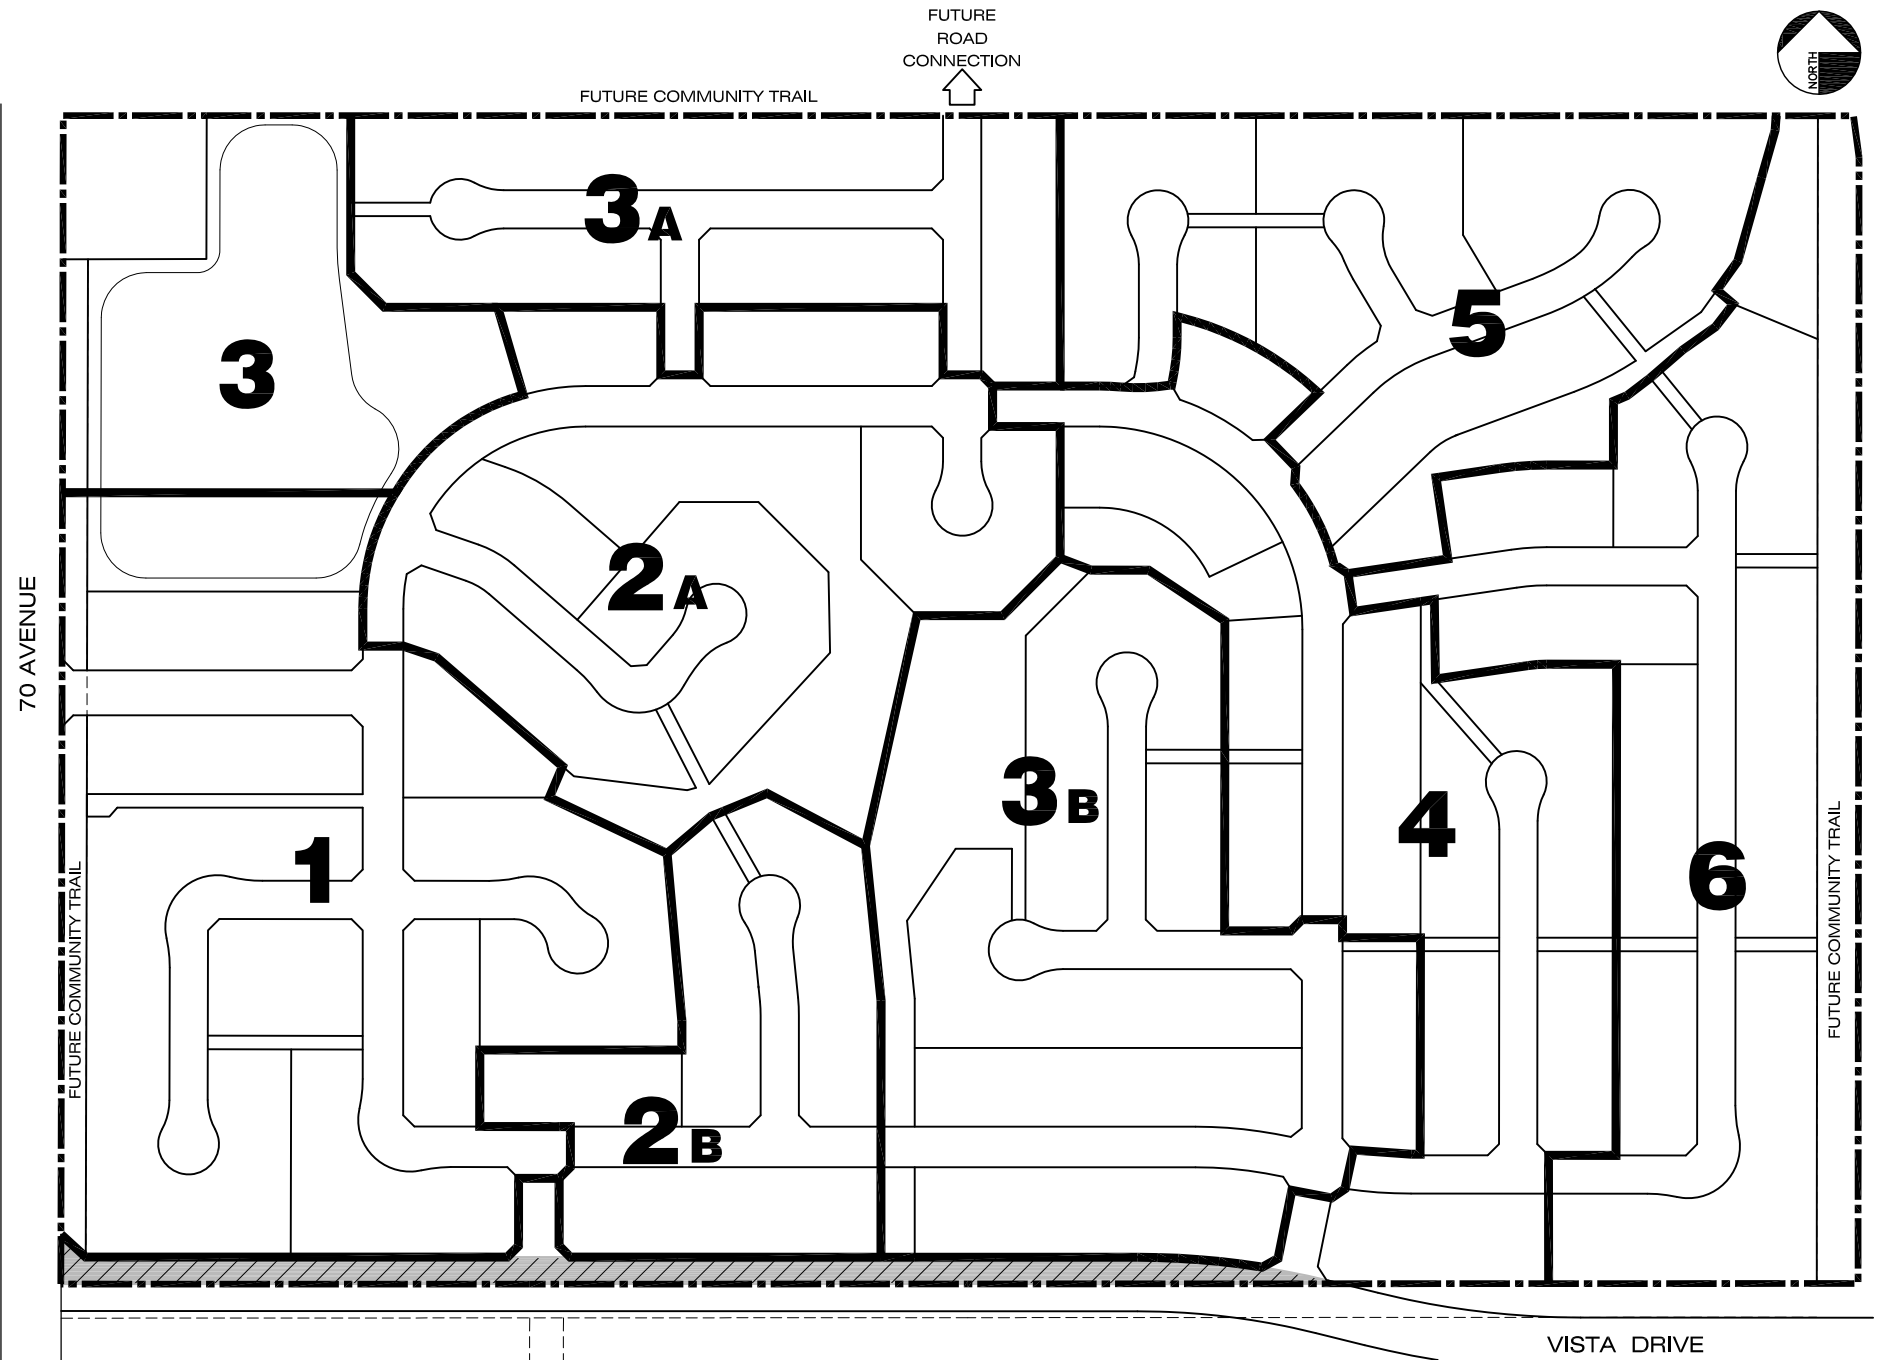 FUTURE
ROAD
CONNECTION
NORTH
FUTURE COMMUNITY TRAIL
3A
5
3
2A
70 AVENUE
3B
4
1
6
FUTURE COMMUNITY TRAIL
FUTURE COMMUNITY TRAIL
2B
VISTA DRIVE